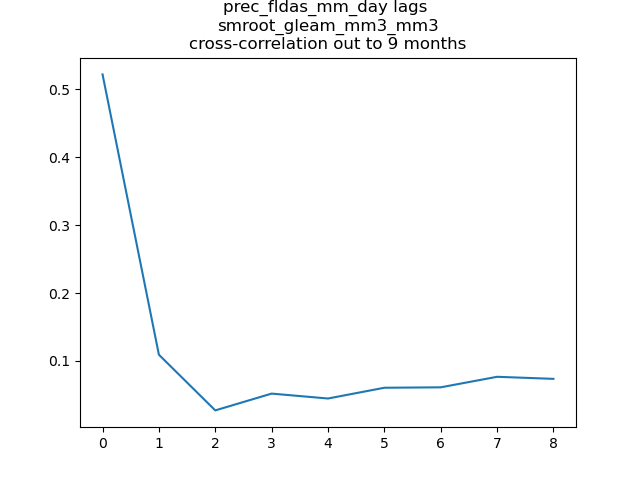 prec_fldas_mm_day lags
smroot_gleam_mm3_mm3
cross-correlation out to 9 months
0.5
0.4
0.3
0.2
0.1
0 1 2 3 4 5 6 7 8